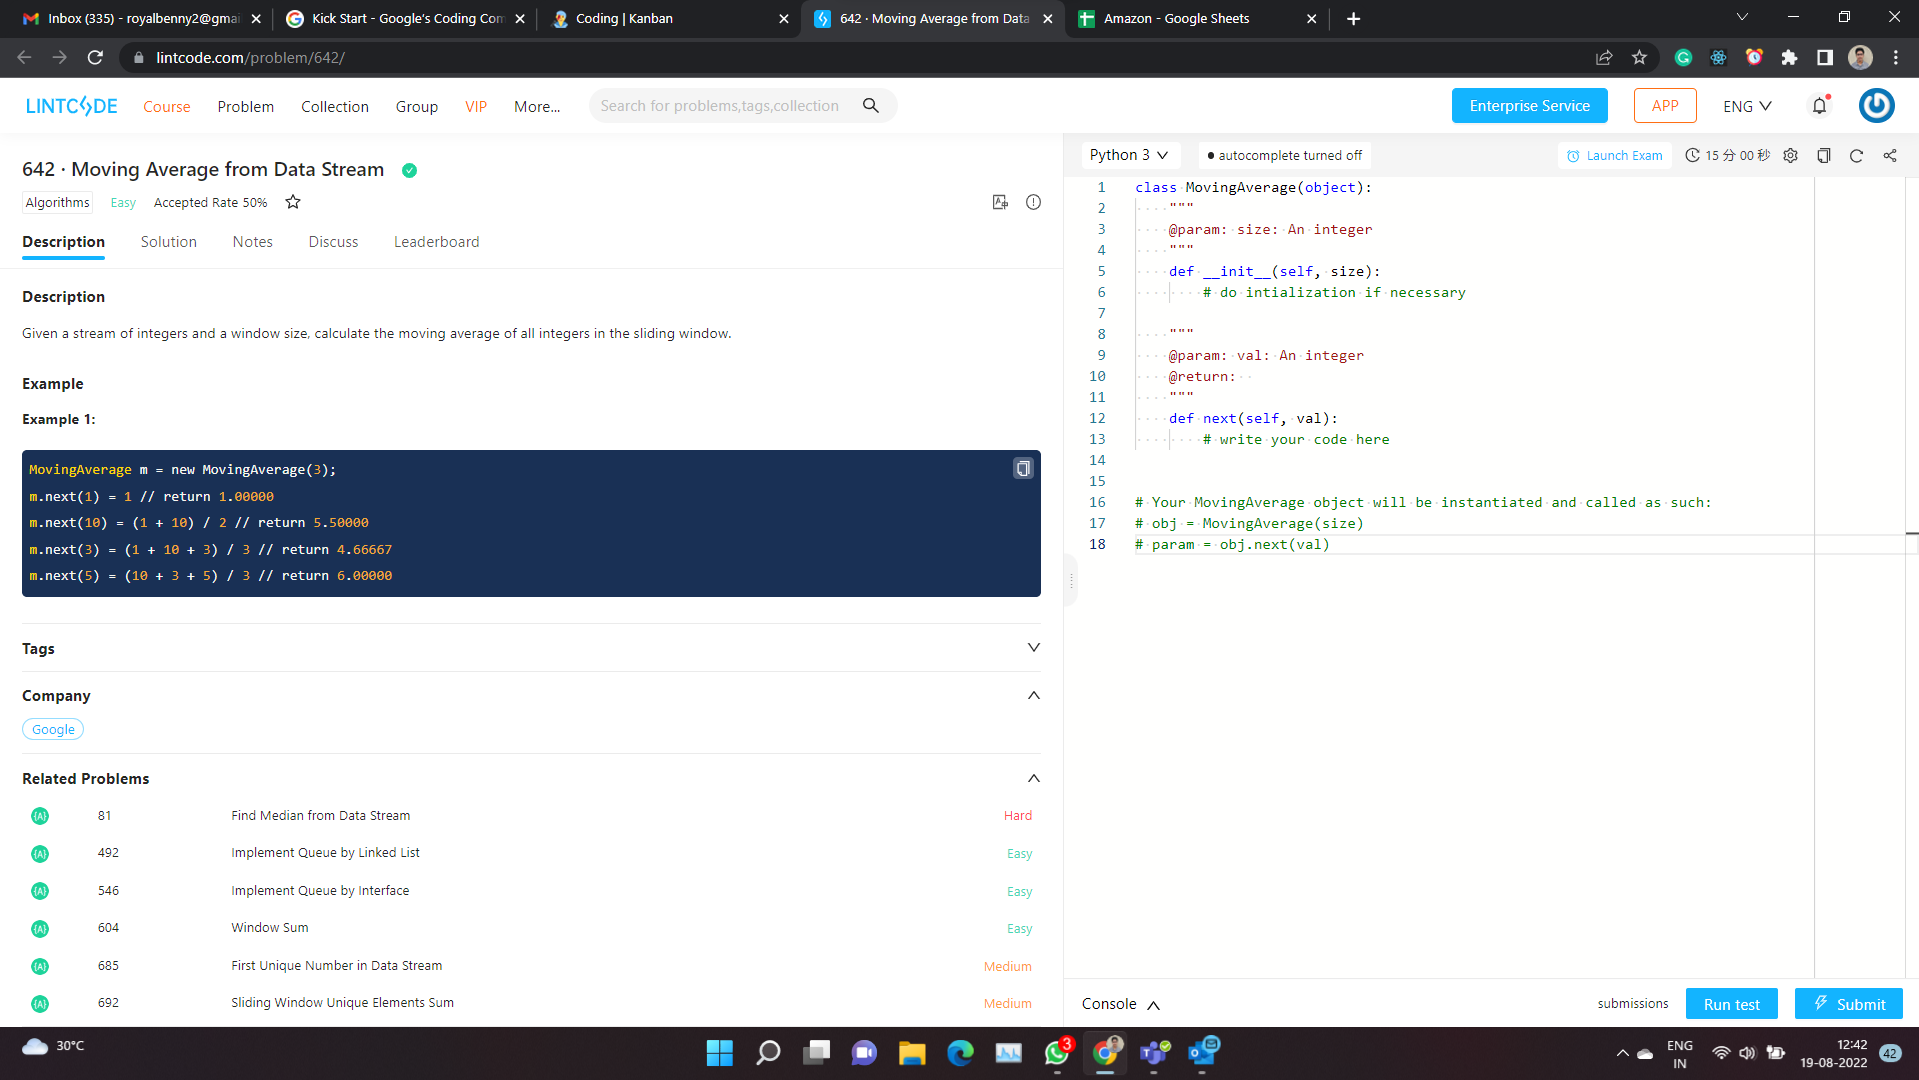 Inbox (335) - royalbenny2@gmai
Kick Start - Google's Coding Com
Coding | Kanban
642 · Moving Average from Data
Amazon - Google Sheets
lintcode.com/problem/642/
LINTCODE
Course
Problem
Collection
Group
VIP
More...
Search for problems,tags,collection
Enterprise Service
APP
ENG
642 · Moving Average from Data Stream
Algorithms
Easy
Accepted Rate 50%
Description
Solution
Notes
Discuss
Leaderboard
Description
Given a stream of integers and a window size, calculate the moving average of all integers in the sliding window.
Example
Example 1:
MovingAverage m = new MovingAverage(3);
m.next(1) = 1 // return 1.00000
m.next(10) = (1 + 10) / 2 // return 5.50000
m.next(3) = (1 + 10 + 3) / 3 // return 4.66667
m.next(5) = (10 + 3 + 5) / 3 // return 6.00000
Tags
Company
Google
Related Problems
81 Find Median from Data Stream Hard
492 Implement Queue by Linked List Easy
546 Implement Queue by Interface Easy
604 Window Sum Easy
685 First Unique Number in Data Stream Medium
692 Sliding Window Unique Elements Sum Medium
Python 3
autocomplete turned off
Launch Exam
15 分 00 秒
1 class MovingAverage(object):
2 """
3 @param: size: An integer
4 """
5 def __init__(self, size):
6 # do intialization if necessary
7
8 """
9 @param: val: An integer
10 @return:
11 """
12 def next(self, val):
13 # write your code here
14
15
16 # Your MovingAverage object will be instantiated and called as such:
17 # obj = MovingAverage(size)
18 # param = obj.next(val)
Console
submissions
Run test
Submit
30°C
3
ENG
IN
12:42
19-08-2022
42